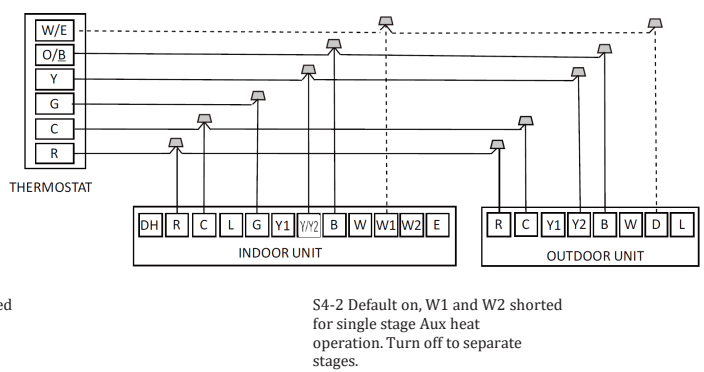 W/E
O/B
Y
G
C
R
THERMOSTAT
DH R C L G Y1 Y/Y2 B W W1 W2 E
INDOOR UNIT
R C Y1 Y2 B W D L
OUTDOOR UNIT
ed
S4-2 Default on, W1 and W2 shorted
for single stage Aux heat
operation. Turn off to separate
stages.